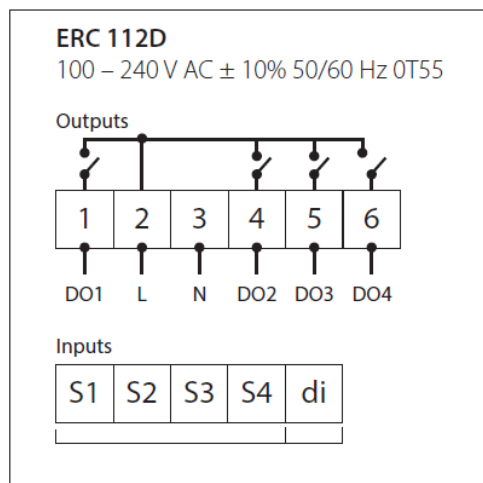 ERC 112D
100 – 240 V AC ± 10% 50/60 Hz 0T55
Outputs
1 2 3 4 5 6
DO1 L N DO2 DO3 DO4
Inputs
S1 S2 S3 S4 di